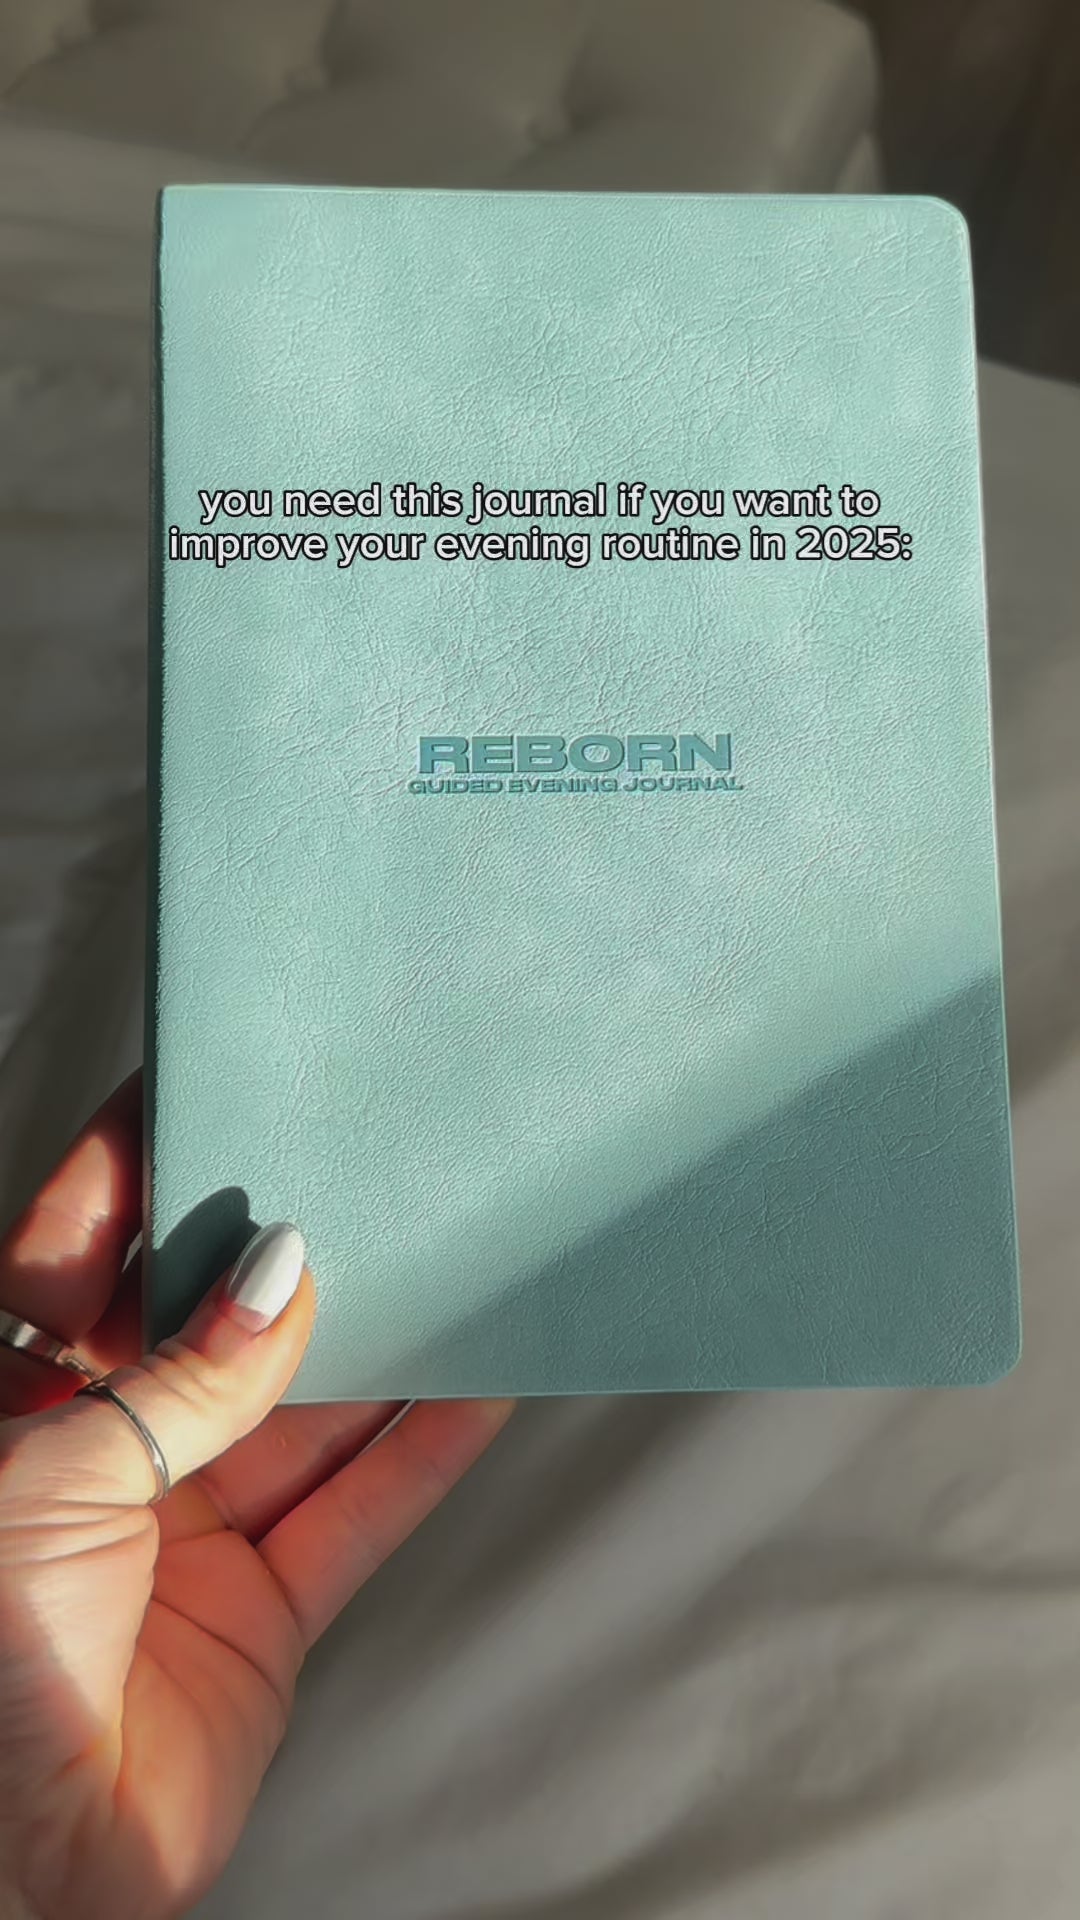 you need this journal if you want to
improve your evening routine in 2025:
REBORN
GUIDED EVENING JOURNAL